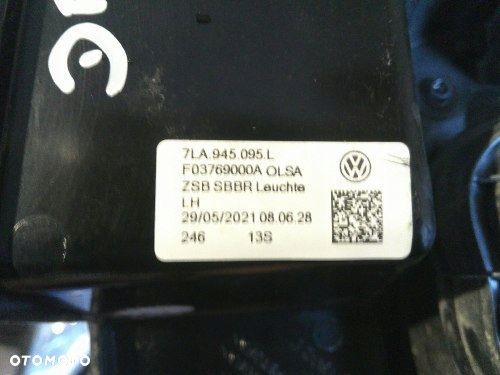 7LA.945.095.L
F03769000A OLSA
ZSB SBBR Leuchte
LH
29/05/2021 08.06.28
246 13S
OTOMOTO